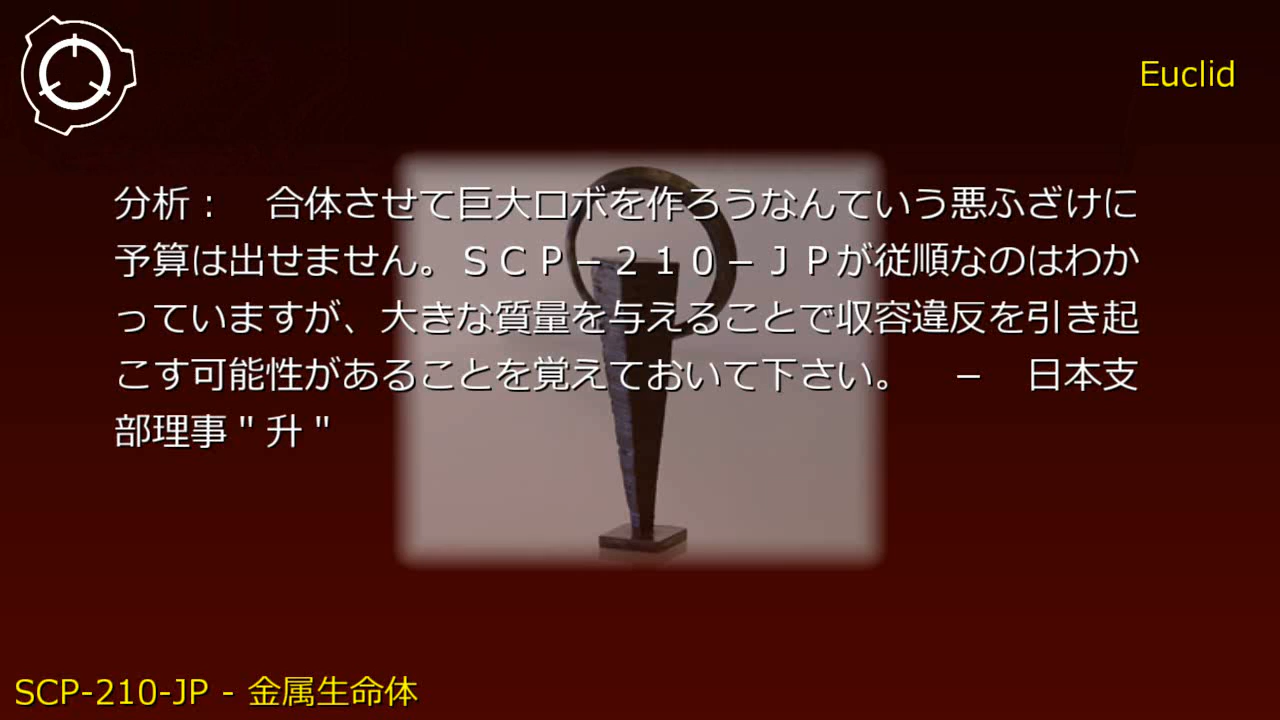 Euclid
分析：　合体させて巨大ロボを作ろうなんていう悪ふざけに
予算は出せません。ＳＣＰ－２１０－ＪＰが従順なのはわか
っていますが、大きな質量を与えることで収容違反を引き起
こす可能性があることを覚えておいて下さい。　－　日本支
部理事＂升＂
SCP-210-JP - 金属生命体